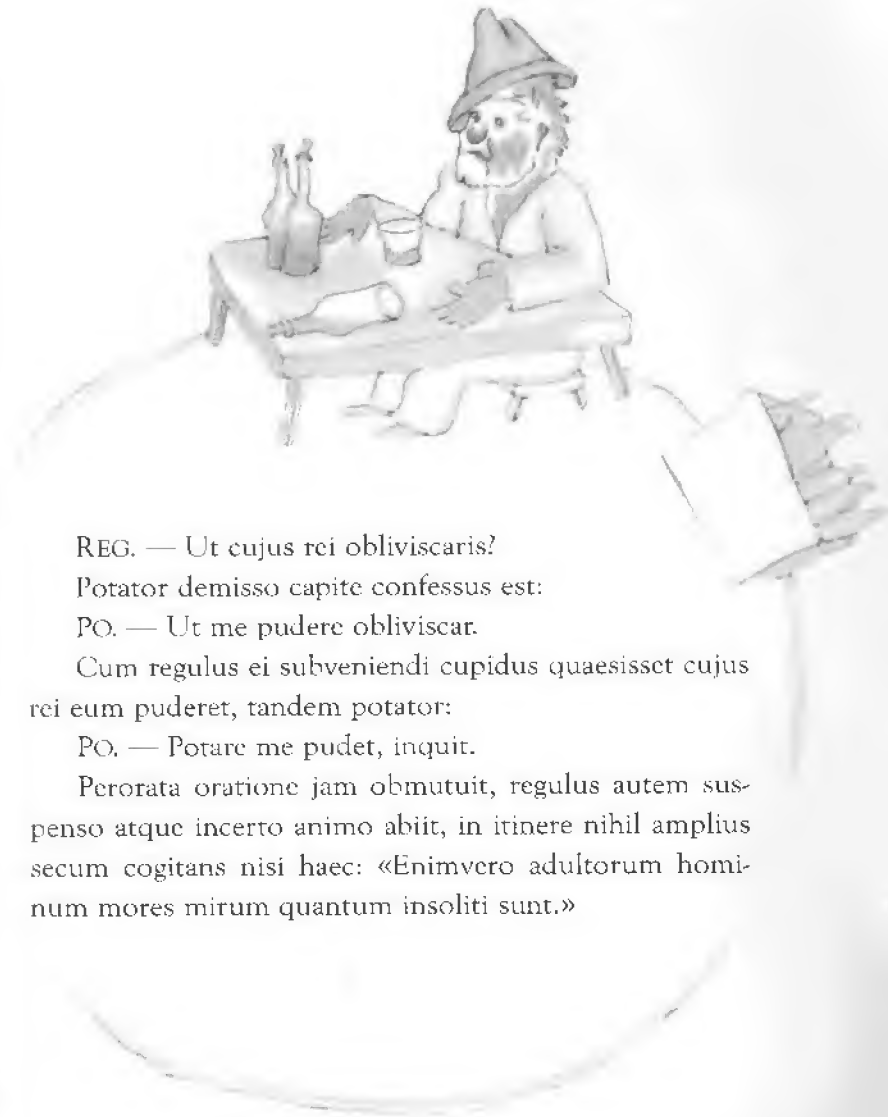 REG. — Ut cujus rei obliviscaris?
Potator demisso capite confessus est:
PO. — Ut me pudere obliviscar.
Cum regulus ei subveniendi cupidus quaesisset cujus
rei eum puderet, tandem potator:
PO. — Potare me pudet, inquit.
Perorata oratione jam obmutuit, regulus autem sus-
penso atque incerto animo abiit, in itinere nihil amplius
secum cogitans nisi haec: «Enimvero adultorum homi-
num mores mirum quantum insoliti sunt.»